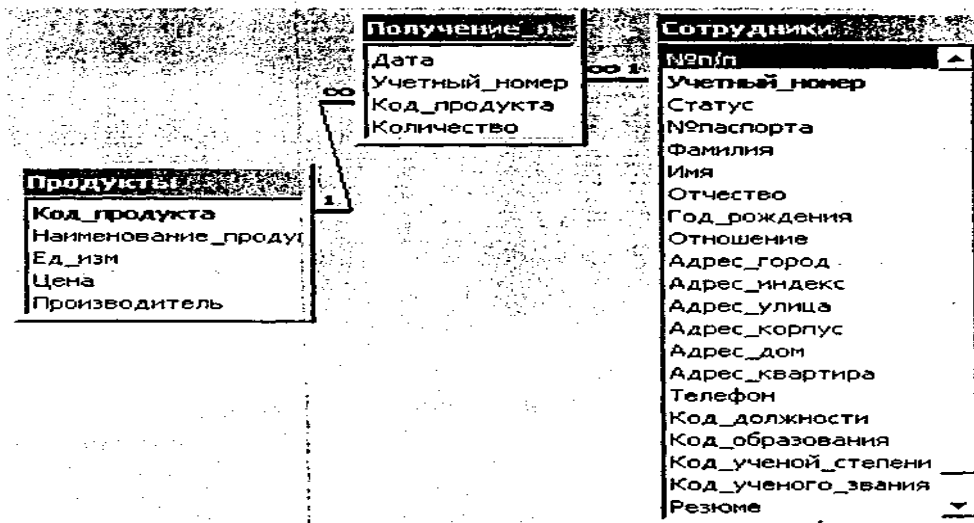 Получение_п...
Дата
Учетный_номер
Код_продукта
Количество
∞
∞ 1
Сотрудники
№п/п
Учетный_номер
Статус
№паспорта
Фамилия
Имя
Отчество
Год_рождения
Отношение
Адрес_город
Адрес_индекс
Адрес_улица
Адрес_корпус
Адрес_дом
Адрес_квартира
Телефон
Код_должности
Код_образования
Код_ученой_степени
Код_ученого_звания
Резюме
Продукты
1
Код_продукта
Наименование_продук
Ед_изм
Цена
Производитель